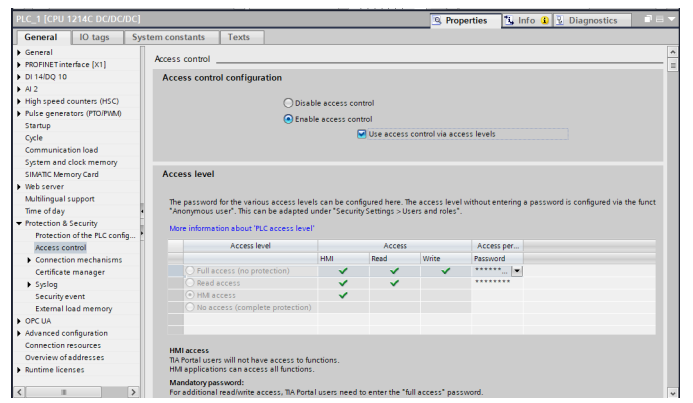 PLC_1 [CPU 1214C DC/DC/DC]
Properties Info Diagnostics
General IO tags System constants Texts
General
PROFINET interface [X1]
DI 14/DQ 10
AI 2
High speed counters (HSC)
Pulse generators (PTO/PWM)
Startup
Cycle
Communication load
System and clock memory
SIMATIC Memory Card
Web server
Multilingual support
Time of day
Protection & Security
Protection of the PLC config...
Access control
Connection mechanisms
Certificate manager
Syslog
Security event
External load memory
OPC UA
Advanced configuration
Connection resources
Overview of addresses
Runtime licenses
Access control
Access control configuration
Disable access control
Enable access control
Use access control via access levels
Access level
The password for the various access levels can be configured here. The access level without entering a password is configured via the funct
"Anonymous user". This can be adapted under "Security Settings > Users and roles".
More information about 'PLC access level'
Access level Access Access per...
HMI Read Write Password
Full access (no protection) ******...
Read access ********
HMI access
No access (complete protection)
HMI access
TIA Portal users will not have access to functions.
HMI applications can access all functions.
Mandatory password:
For additional read/write access, TIA Portal users need to enter the "full access" password.